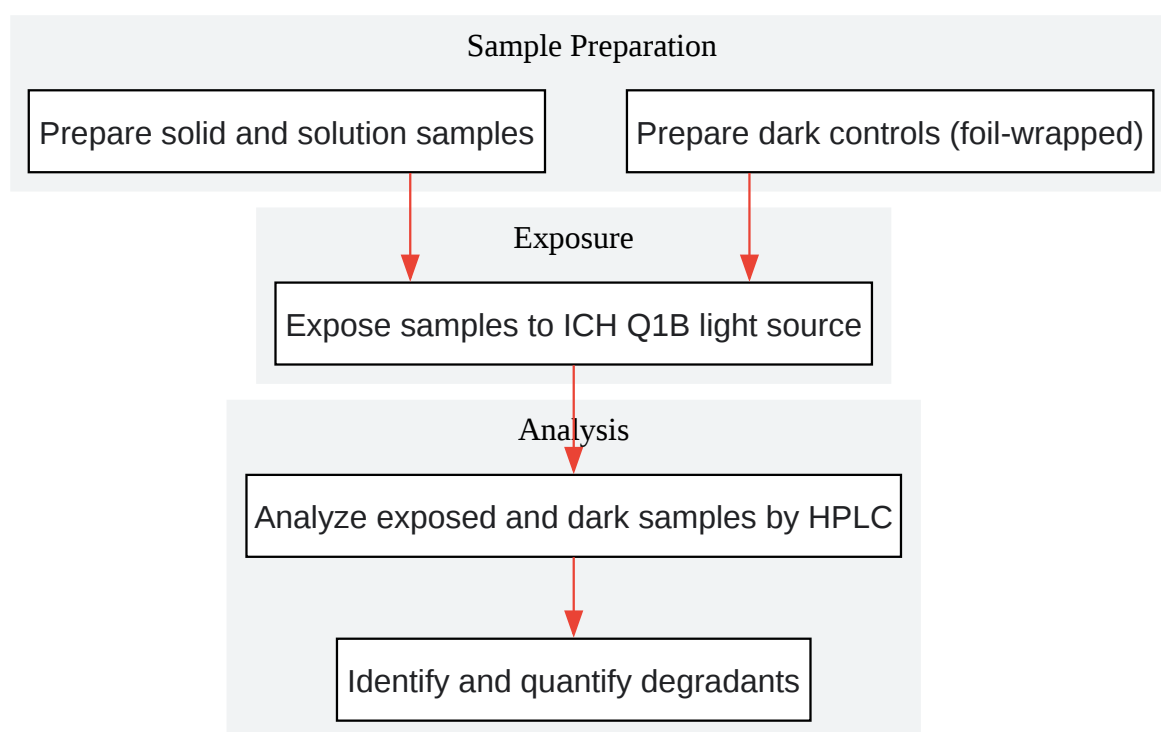 Sample Preparation
Prepare solid and solution samples
Prepare dark controls (foil-wrapped)
Exposure
Expose samples to ICH Q1B light source
Analysis
Analyze exposed and dark samples by HPLC
Identify and quantify degradants